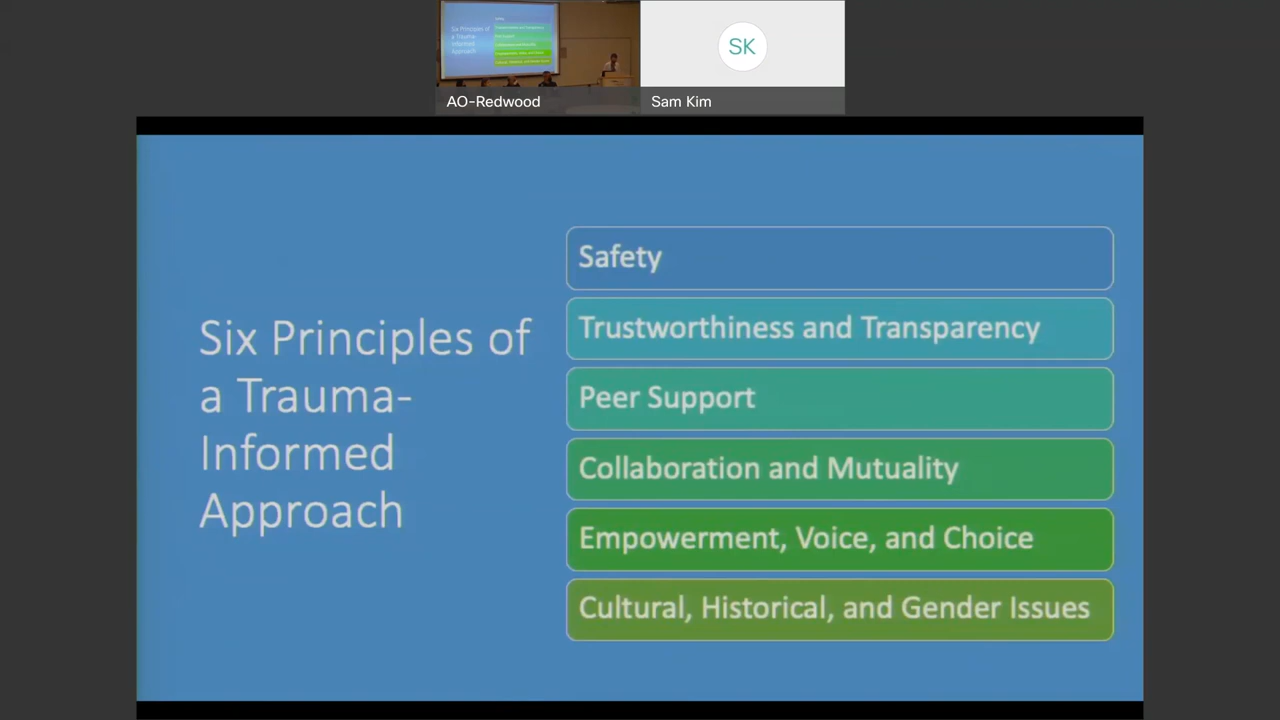 SK
AO-Redwood
Sam Kim
Six Principles of
a Trauma-
Informed
Approach
Safety
Trustworthiness and Transparency
Peer Support
Collaboration and Mutuality
Empowerment, Voice, and Choice
Cultural, Historical, and Gender Issues